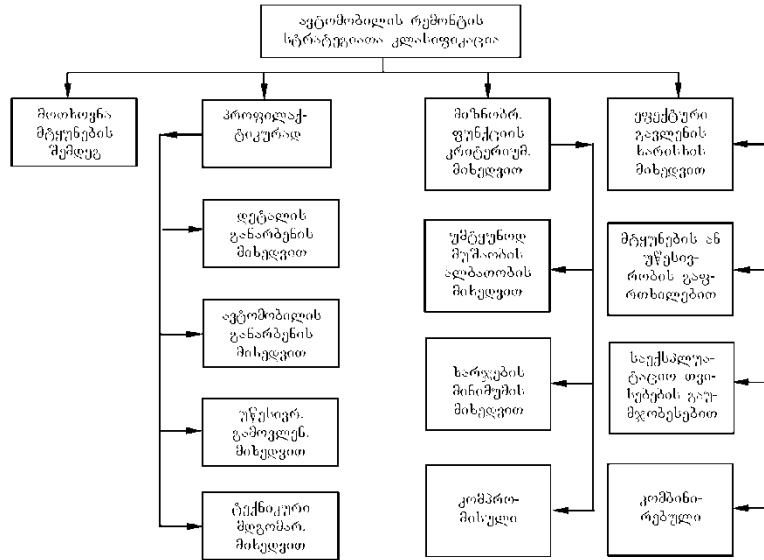 ავტომობილის რემონტის
სტრატეგიათა კლასიფიკაცია
მოთხოვნა
მტყუნების
შემდეგ
პროფილაქ-
ტიკურად
დეტალის
განარბენის
მიხედვით
ავტომობილის
განარბენის
მიხედვით
უწესივრ.
გამოვლენ.
მიხედვით
ტექნიკური
მდგომარ.
მიხედვით
მიზნობრ.
ფუნქციის
კრიტერიუმ.
მიხედვით
უმტყუნოდ
მუშაობის
ალბათობის
მიხედვით
ხარჯების
მინიმუმის
მიხედვით
კომპრო-
მისული
ეფექტური
გავლენის
ხარისხის
მიხედვით
მტყუნების ან
უწესივ-
რობის გაფ-
რთხილებით
საექსპლუა-
ტაციო თვი-
სებების გაუ-
მჯობესებით
კომბინი-
რებული